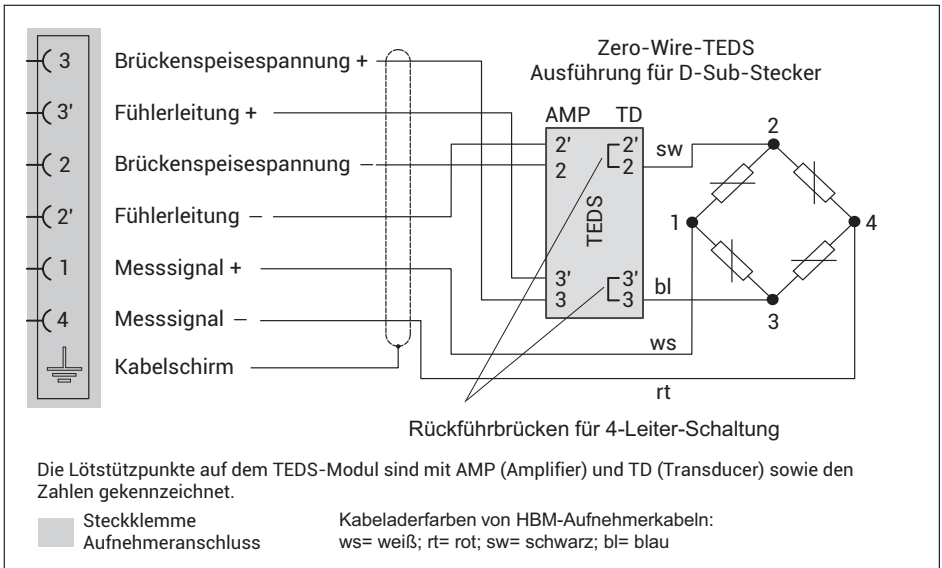 3 Brückenspeisespannung +
3' Fühlerleitung +
2 Brückenspeisespannung –
2' Fühlerleitung –
1 Messsignal +
4 Messsignal –
Kabelschirm
Zero-Wire-TEDS
Ausführung für D-Sub-Stecker
AMP TD
2' 2'
2 2
TEDS
3' 3'
3 3
sw
bl
ws
rt
2
1
4
3
Rückführbrücken für 4-Leiter-Schaltung
Die Lötstützpunkte auf dem TEDS-Modul sind mit AMP (Amplifier) und TD (Transducer) sowie den
Zahlen gekennzeichnet.
Steckklemme
Aufnehmeranschluss
Kabeladerfarben von HBM-Aufnehmerkabeln:
ws= weiß; rt= rot; sw= schwarz; bl= blau